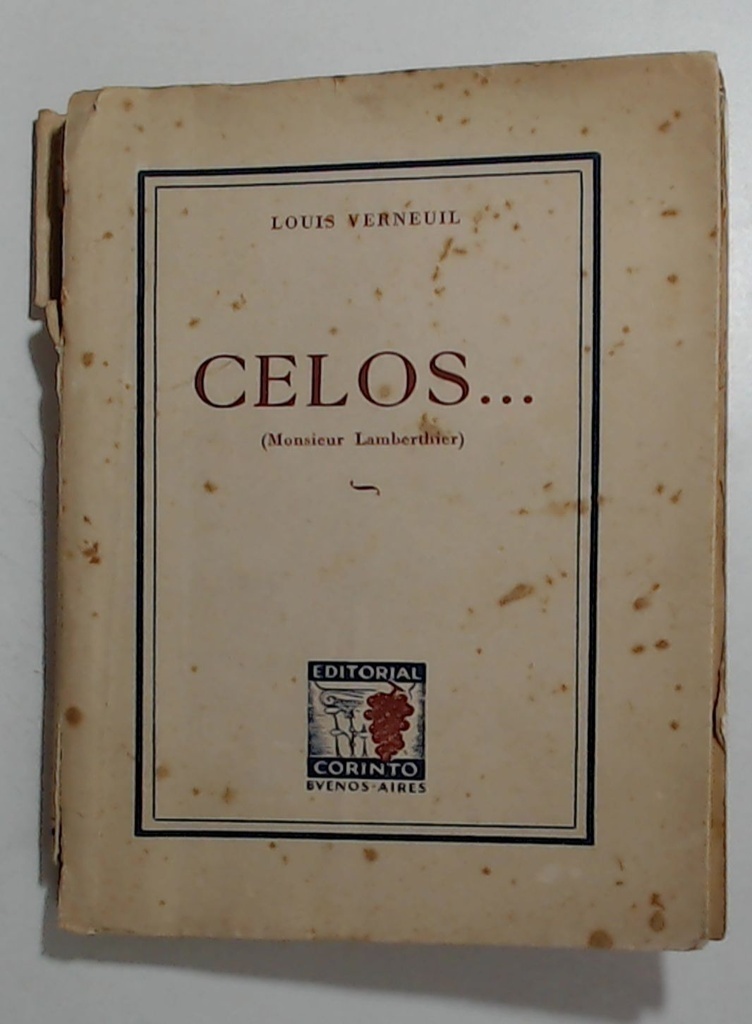 LOUIS VERNEUIL
CELOS...
(Monsieur Lamberthier)
EDITORIAL
CORINTO
BVENOS-AIRES